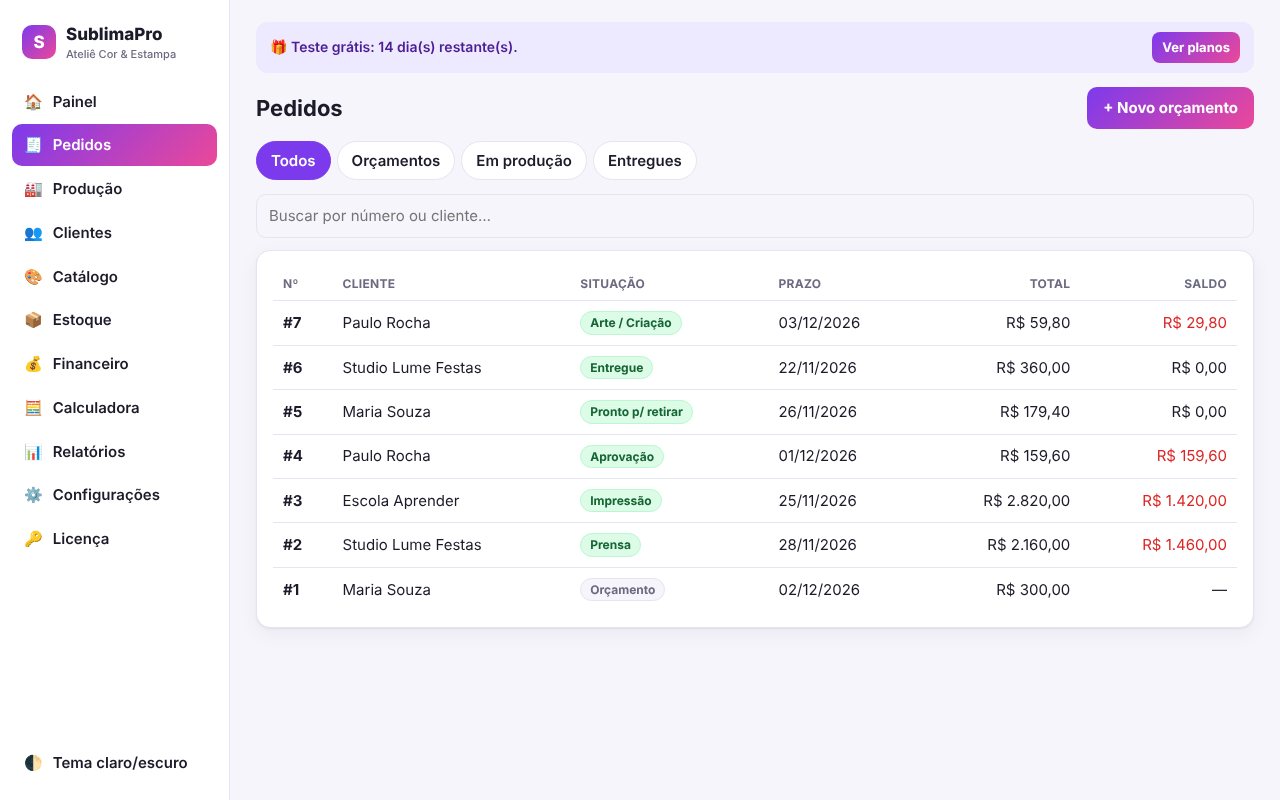 S
SublimaPro
Ateliê Cor & Estampa
Painel
Pedidos
Produção
Clientes
Catálogo
Estoque
Financeiro
Calculadora
Relatórios
Configurações
Licença
Tema claro/escuro
Teste grátis: 14 dia(s) restante(s).
Ver planos
Pedidos
+ Novo orçamento
Todos Orçamentos Em produção Entregues
Buscar por número ou cliente...
Nº CLIENTE SITUAÇÃO PRAZO TOTAL SALDO
#7 Paulo Rocha Arte / Criação 03/12/2026 R$ 59,80 R$ 29,80
#6 Studio Lume Festas Entregue 22/11/2026 R$ 360,00 R$ 0,00
#5 Maria Souza Pronto p/ retirar 26/11/2026 R$ 179,40 R$ 0,00
#4 Paulo Rocha Aprovação 01/12/2026 R$ 159,60 R$ 159,60
#3 Escola Aprender Impressão 25/11/2026 R$ 2.820,00 R$ 1.420,00
#2 Studio Lume Festas Prensa 28/11/2026 R$ 2.160,00 R$ 1.460,00
#1 Maria Souza Orçamento 02/12/2026 R$ 300,00 —